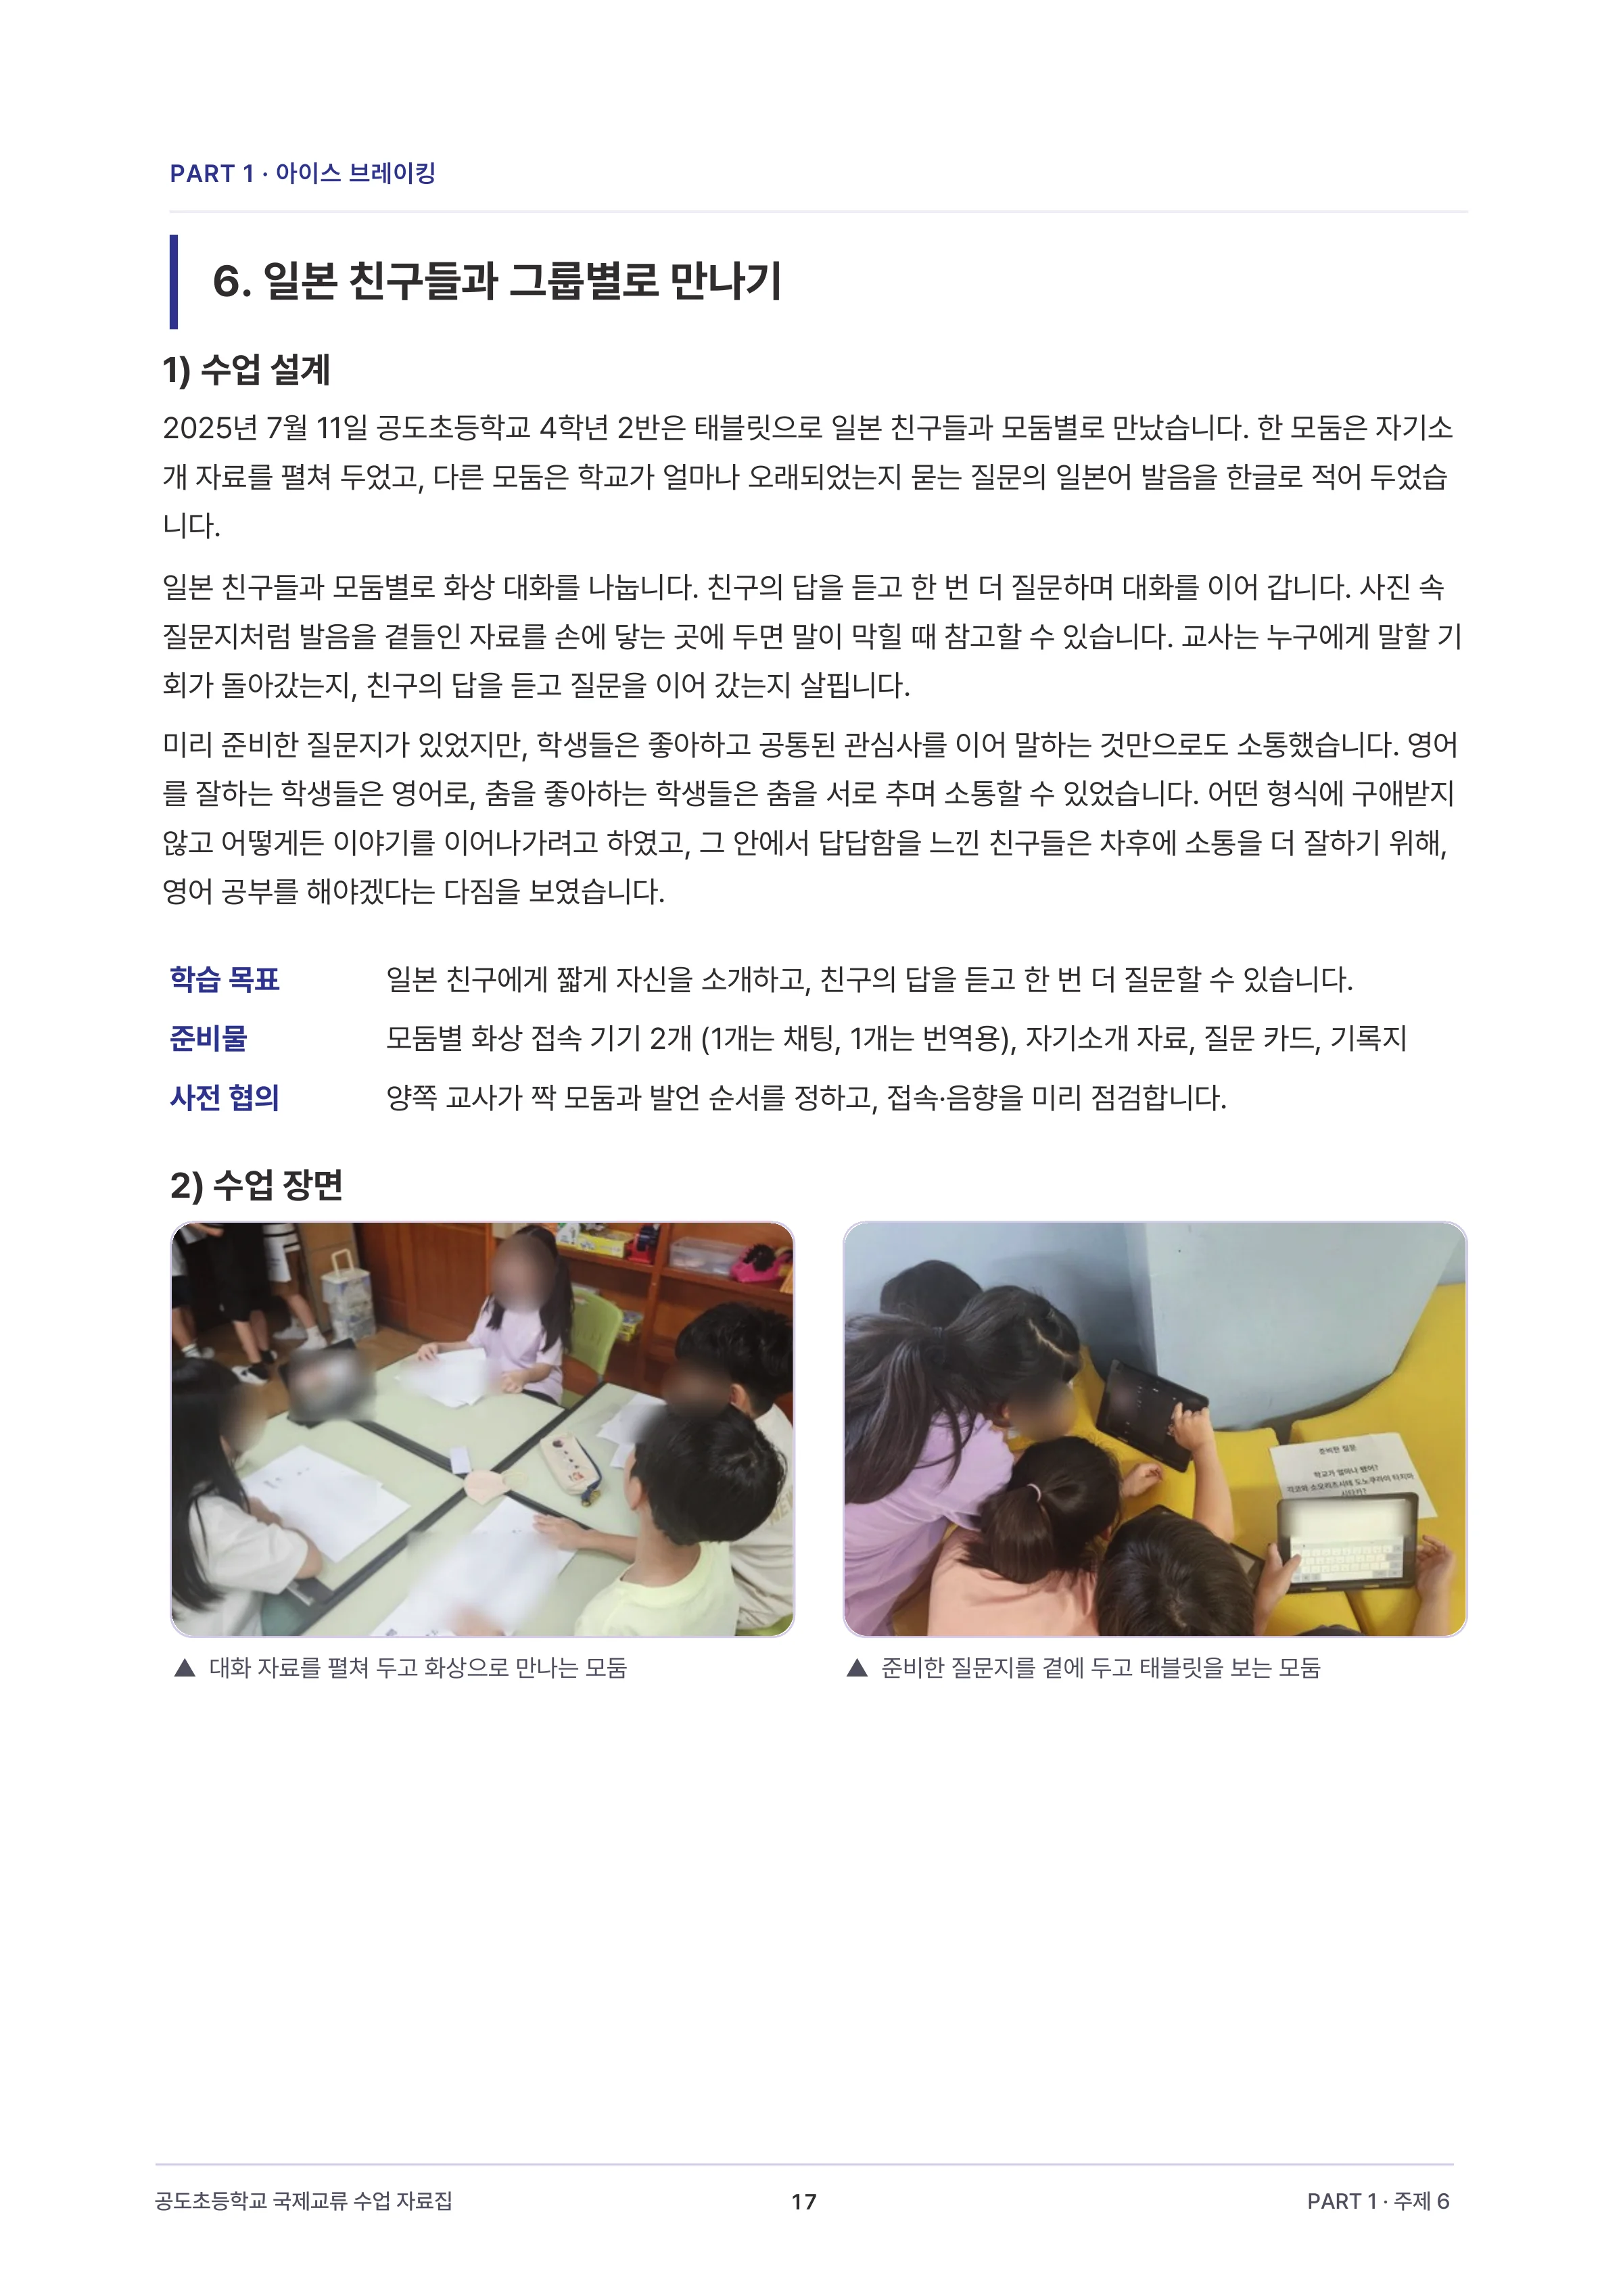 PART 1 · 아이스 브레이킹
6. 일본 친구들과 그룹별로 만나기
1) 수업 설계
2025년 7월 11일 공도초등학교 4학년 2반은 태블릿으로 일본 친구들과 모둠별로 만났습니다. 한 모둠은 자기소
개 자료를 펼쳐 두었고, 다른 모둠은 학교가 얼마나 오래되었는지 묻는 질문의 일본어 발음을 한글로 적어 두었습
니다.
일본 친구들과 모둠별로 화상 대화를 나눕니다. 친구의 답을 듣고 한 번 더 질문하며 대화를 이어 갑니다. 사진 속
질문지처럼 발음을 곁들인 자료를 손에 닿는 곳에 두면 말이 막힐 때 참고할 수 있습니다. 교사는 누구에게 말할 기
회가 돌아갔는지, 친구의 답을 듣고 질문을 이어 갔는지 살핍니다.
미리 준비한 질문지가 있었지만, 학생들은 좋아하고 공통된 관심사를 이어 말하는 것만으로도 소통했습니다. 영어
를 잘하는 학생들은 영어로, 춤을 좋아하는 학생들은 춤을 서로 추며 소통할 수 있었습니다. 어떤 형식에 구애받지
않고 어떻게든 이야기를 이어나가려고 하였고, 그 안에서 답답함을 느낀 친구들은 차후에 소통을 더 잘하기 위해,
영어 공부를 해야겠다는 다짐을 보였습니다.
학습 목표 일본 친구에게 짧게 자신을 소개하고, 친구의 답을 듣고 한 번 더 질문할 수 있습니다.
준비물 모둠별 화상 접속 기기 2개 (1개는 채팅, 1개는 번역용), 자기소개 자료, 질문 카드, 기록지
사전 협의 양쪽 교사가 짝 모둠과 발언 순서를 정하고, 접속·음향을 미리 점검합니다.
2) 수업 장면
준비한 질문
학교가 얼마나 됐어?
▲ 대화 자료를 펼쳐 두고 화상으로 만나는 모둠
▲ 준비한 질문지를 곁에 두고 태블릿을 보는 모둠
공도초등학교 국제교류 수업 자료집
17
PART 1 · 주제 6